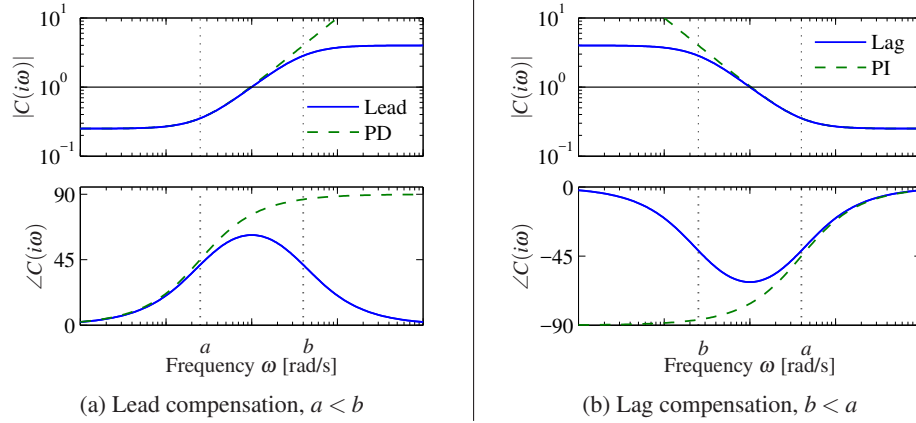 10^1
10^0
10^-1
|C(iω)|
Lead
PD
90
45
0
∠C(iω)
a
b
Frequency ω [rad/s]
(a) Lead compensation, a < b
10^1
10^0
10^-1
|C(iω)|
Lag
PI
0
−45
−90
∠C(iω)
b
a
Frequency ω [rad/s]
(b) Lag compensation, b < a